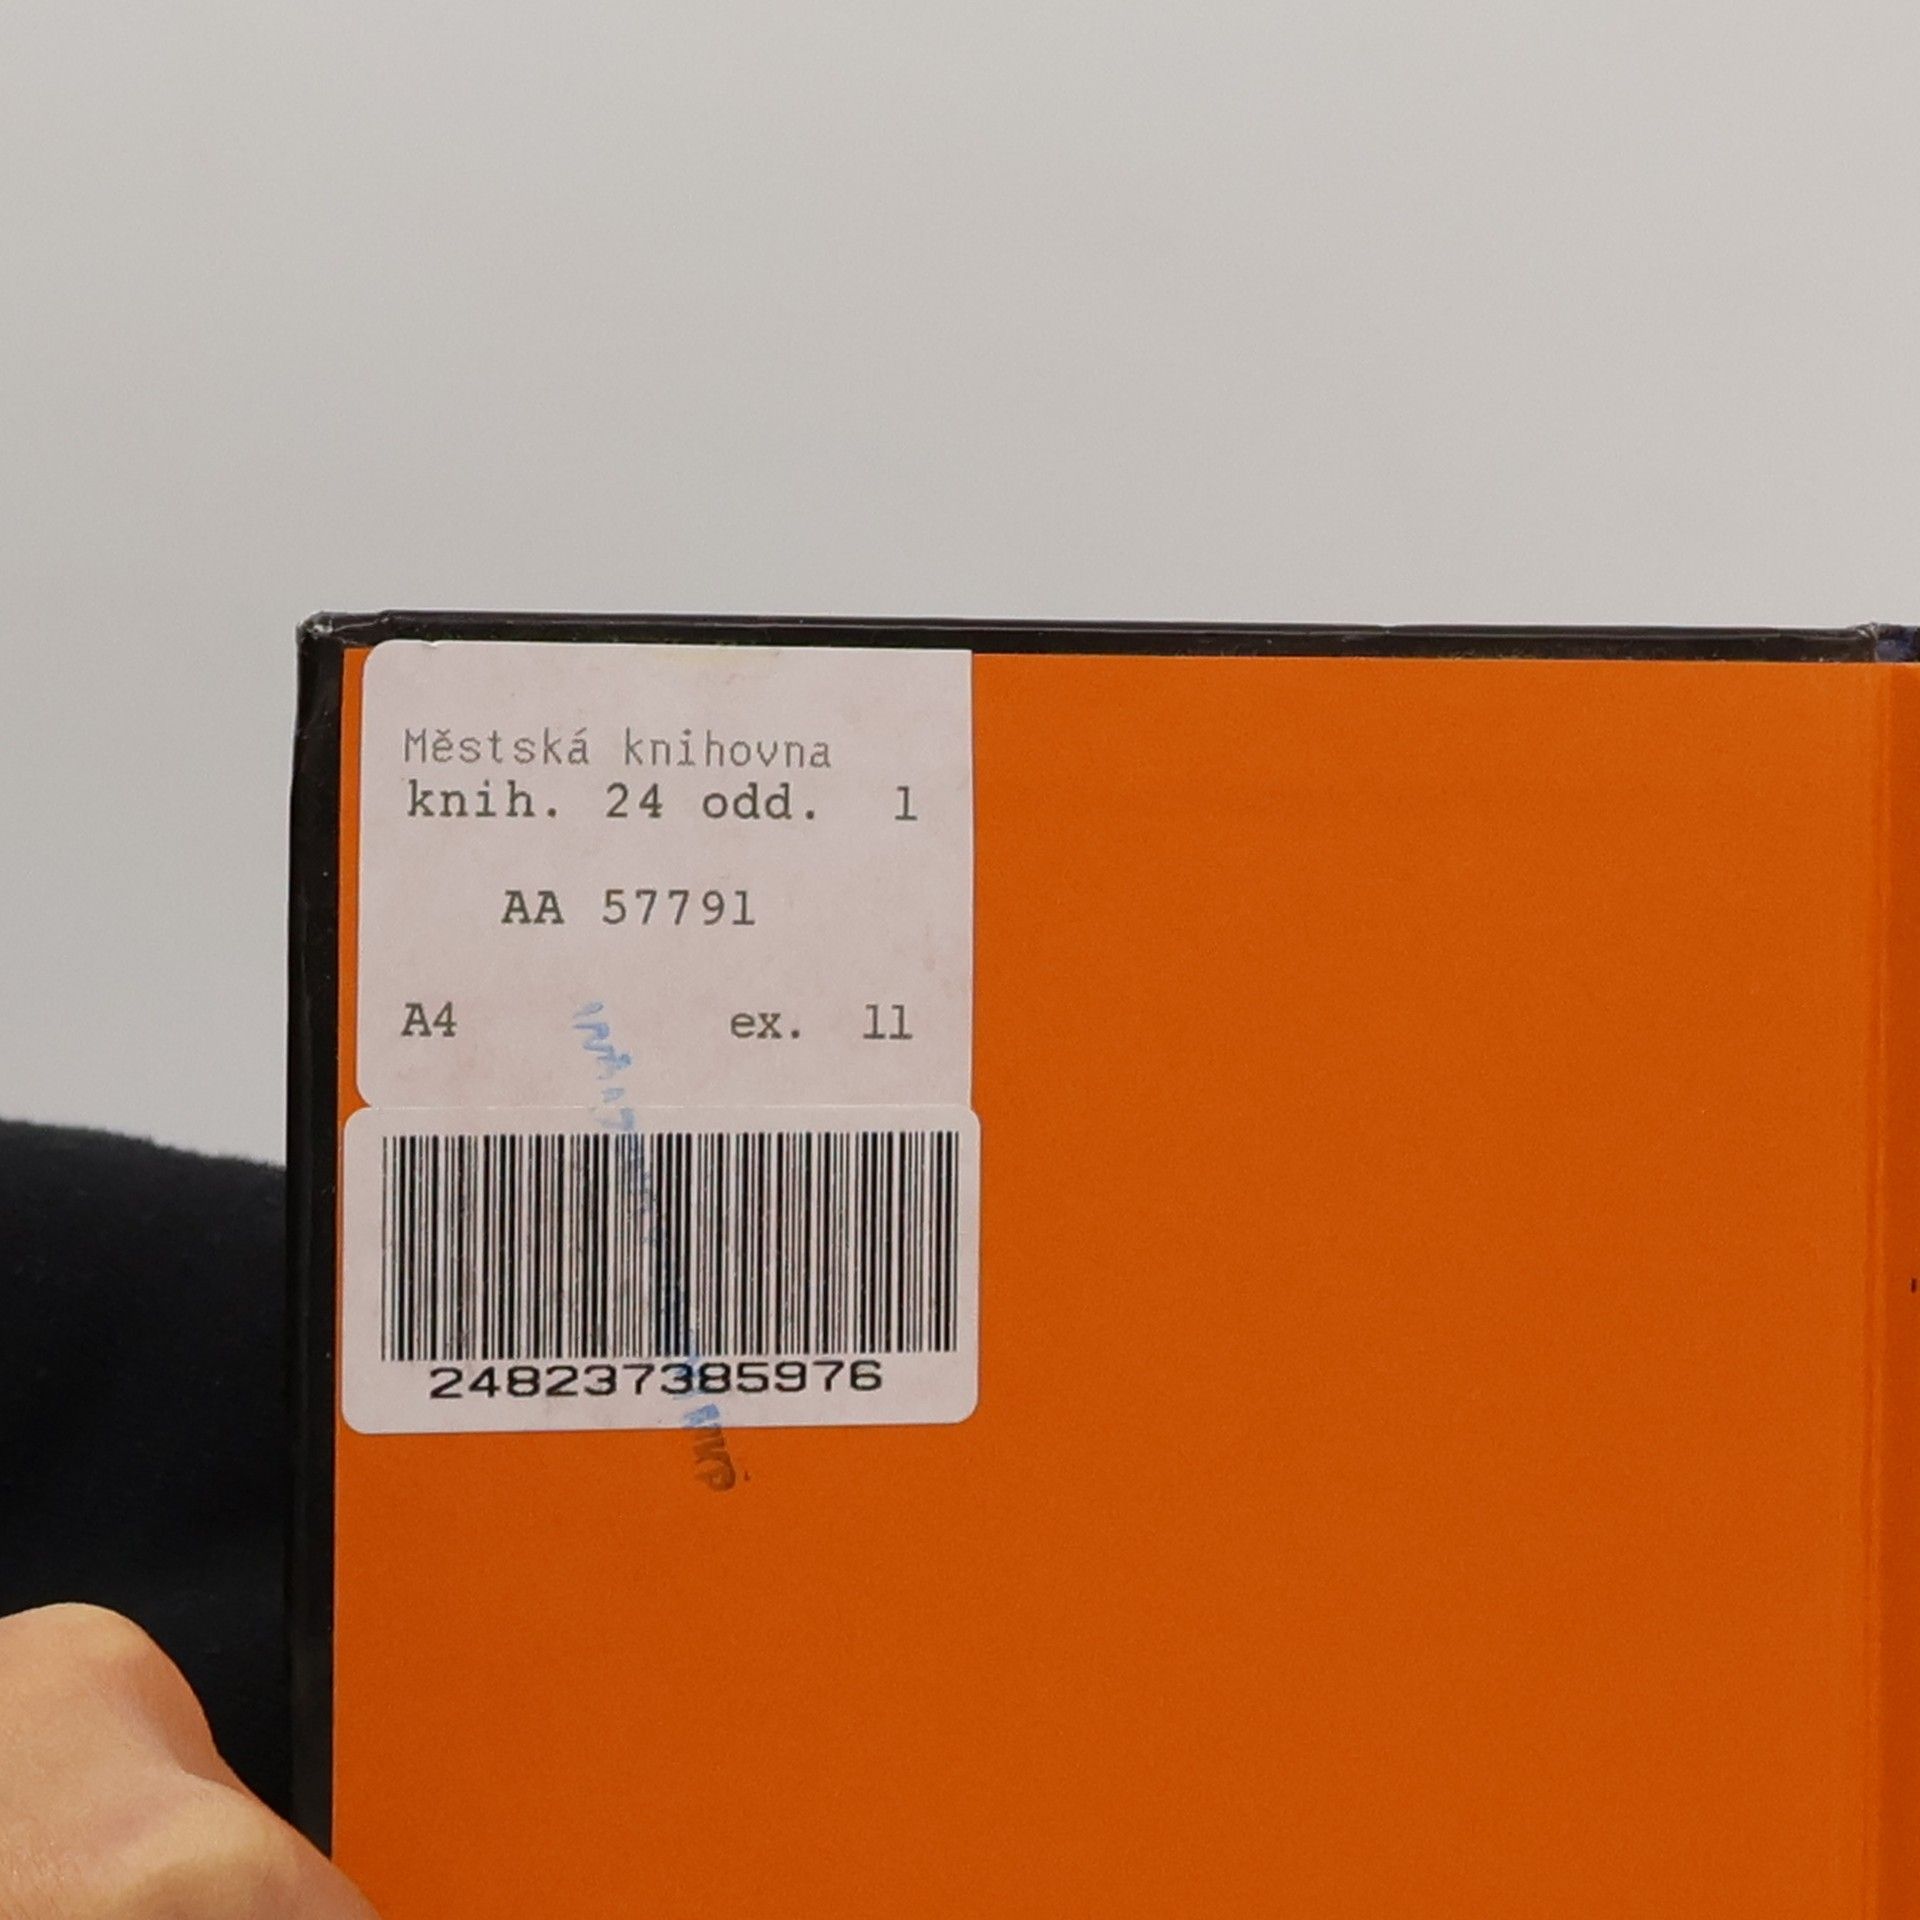 Městská knihovna
knih. 24 odd. 1
AA 57791
A4 ex. 11
248237385976